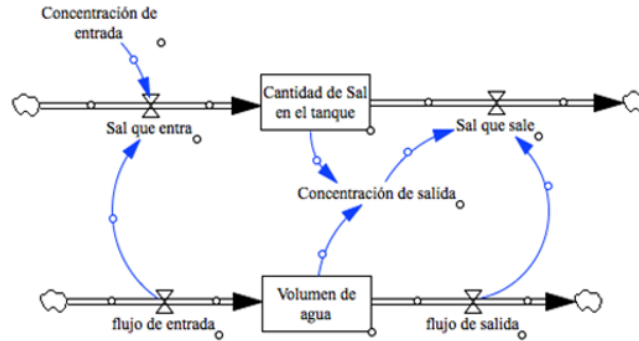 Concentración de
entrada
Cantidad de Sal
en el tanque
Sal que entra
Sal que sale
Concentración de salida
Volumen de
agua
flujo de entrada
flujo de salida